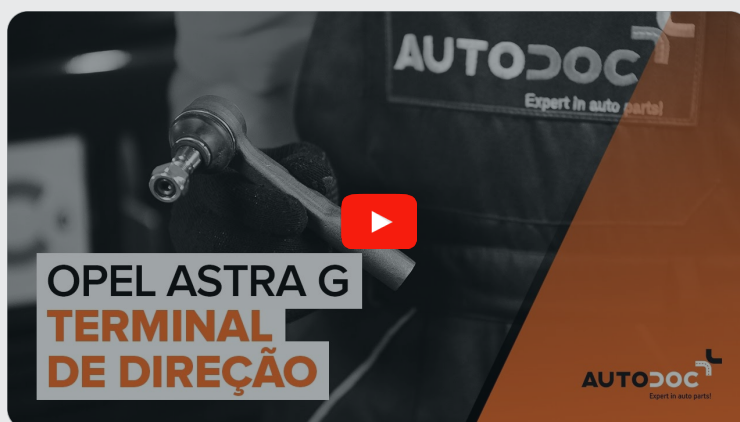 AUTODOC
Expert in auto parts!
OPEL ASTRA G
TERMINAL
DE DIREÇÃO
AUTODOC
Expert in auto parts!